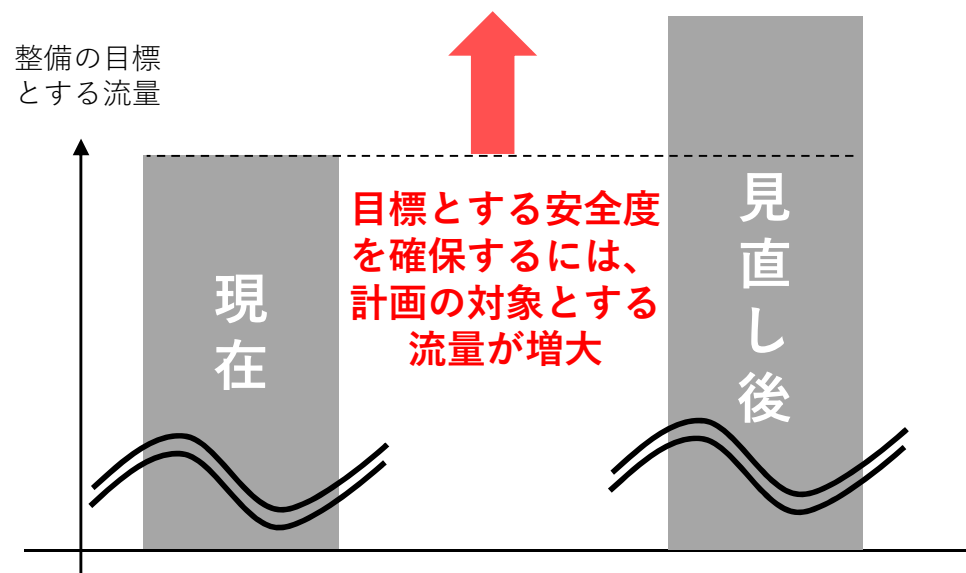 整備の目標
とする流量
目標とする安全度
を確保するには、
計画の対象とする
流量が増大
現在
見直し後